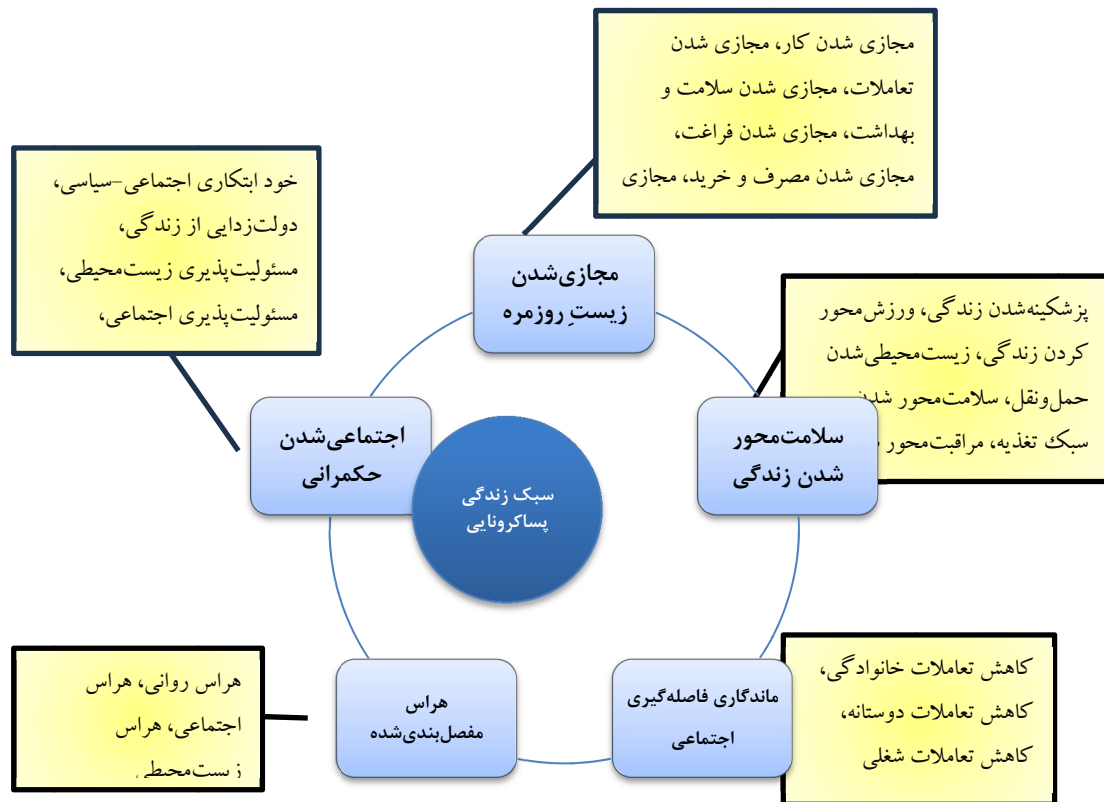 مجازی شدن کار، مجازی شدن
تعاملات، مجازی شدن سلامت و
بهداشت، مجازی شدن فراغت،
مجازی شدن مصرف و خرید، مجازی
خود ابتکاری اجتماعی-سیاسی،
دولت‌زدایی از زندگی،
مسئولیت‌پذیری زیست‌محیطی،
مسئولیت‌پذیری اجتماعی،
مجازی‌شدن
زیستِ روزمره
پزشکینه‌شدن زندگی، ورزش‌محور
کردن زندگی، زیست‌محیطی‌شدن
حمل‌ونقل، سلامت‌محور شدن
سبک تغذیه، مراقبت‌محور
سلامت‌محور
شدن زندگی
اجتماعی‌شدن
حکمرانی
سبک زندگی
پساکرونایی
هراس روانی، هراس
اجتماعی، هراس
زیست‌محیطی
هراس
مفصل‌بندی‌شده
ماندگاری فاصله‌گیری
اجتماعی
کاهش تعاملات خانوادگی،
کاهش تعاملات دوستانه،
کاهش تعاملات شغلی